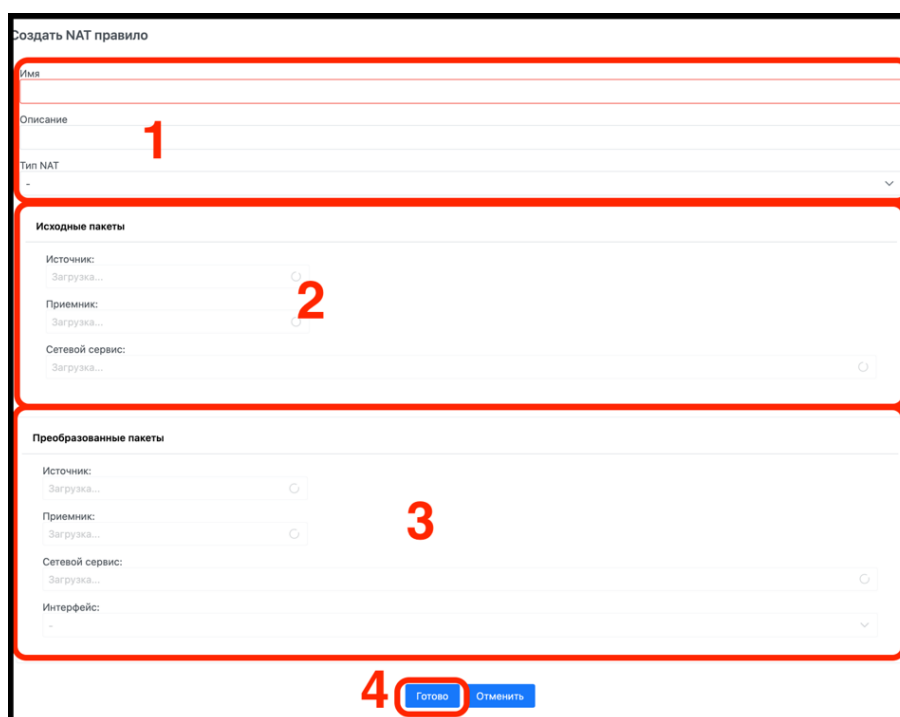 Создать NAT правило
Имя
Описание
1
Тип NAT
-
Исходные пакеты
Источник:
Загрузка...
2
Приемник:
Загрузка...
Сетевой сервис:
Загрузка...
Преобразованные пакеты
Источник:
Загрузка...
Приемник:
3
Загрузка...
Сетевой сервис:
Загрузка...
Интерфейс:
-
4
Готово Отменить